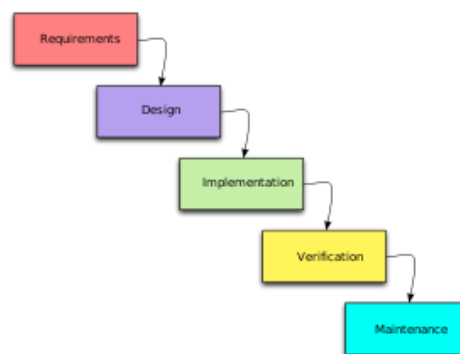 Requirements
Design
Implementation
Verification
Maintenance